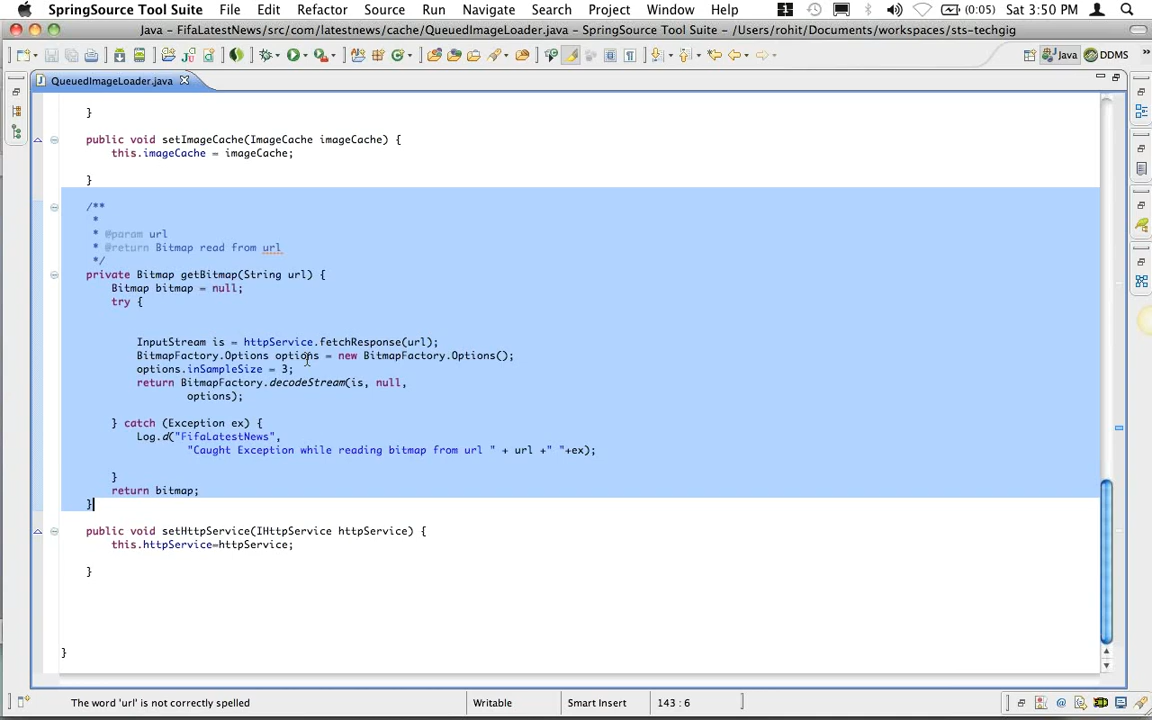 SpringSource Tool Suite File Edit Refactor Source Run Navigate Search Project Window Help (0:05) Sat 3:50 PM
Java – FifaLatestNews/src/com/latestnews/cache/QueuedImageLoader.java – SpringSource Tool Suite – /Users/rohit/Documents/workspaces/sts-techgig
Java DDMS »
QueuedImageLoader.java
}
public void setImageCache(ImageCache imageCache) {
this.imageCache = imageCache;
}
/**
*
* @param url
* @return Bitmap read from url
*/
private Bitmap getBitmap(String url) {
Bitmap bitmap = null;
try {
InputStream is = httpService.fetchResponse(url);
BitmapFactory.Options options = new BitmapFactory.Options();
options.inSampleSize = 3;
return BitmapFactory.decodeStream(is, null,
options);
} catch (Exception ex) {
Log.d("FifaLatestNews",
"Caught Exception while reading bitmap from url " + url +" "+ex);
}
return bitmap;
}
public void setHttpService(IHttpService httpService) {
this.httpService=httpService;
}
}
The word 'url' is not correctly spelled Writable Smart Insert 143 : 6